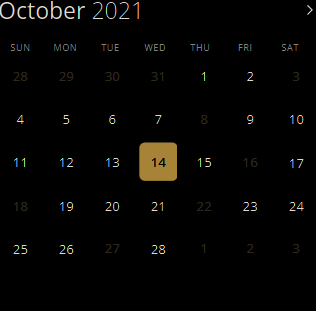 October 2021
SUN MON TUE WED THU FRI SAT
28 29 30 31 1 2 3
4 5 6 7 8 9 10
11 12 13 14 15 16 17
18 19 20 21 22 23 24
25 26 27 28 1 2 3